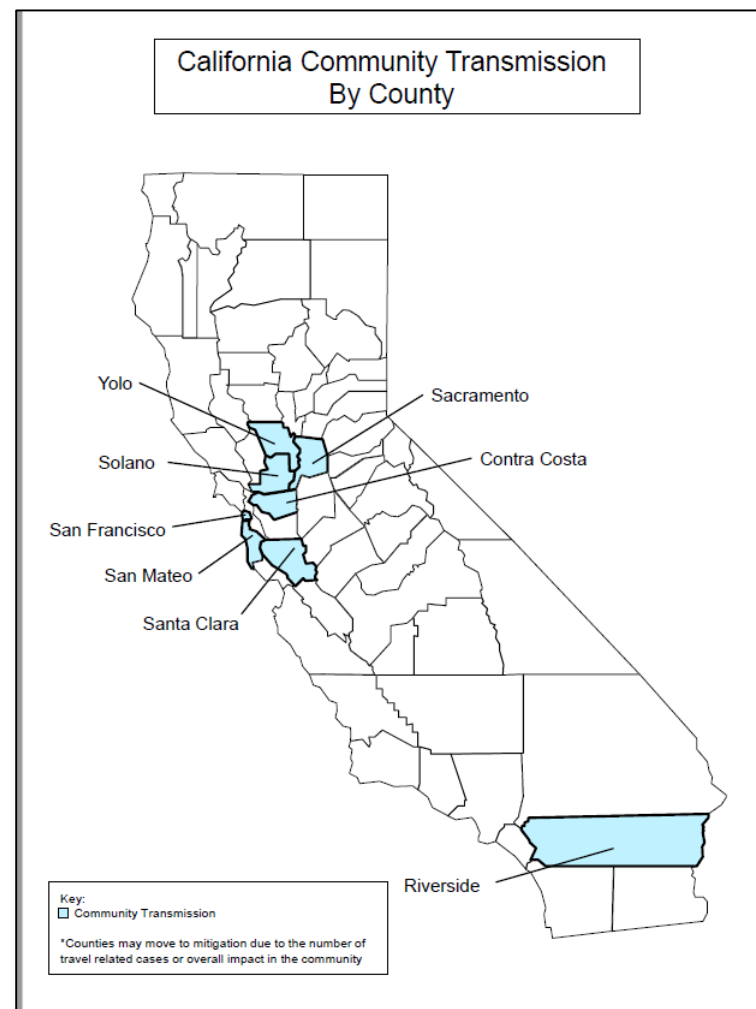 California Community Transmission
By County
Yolo
Sacramento
Solano
Contra Costa
San Francisco
San Mateo
Santa Clara
Riverside
Key:
Community Transmission
*Counties may move to mitigation due to the number of
travel related cases or overall impact in the community